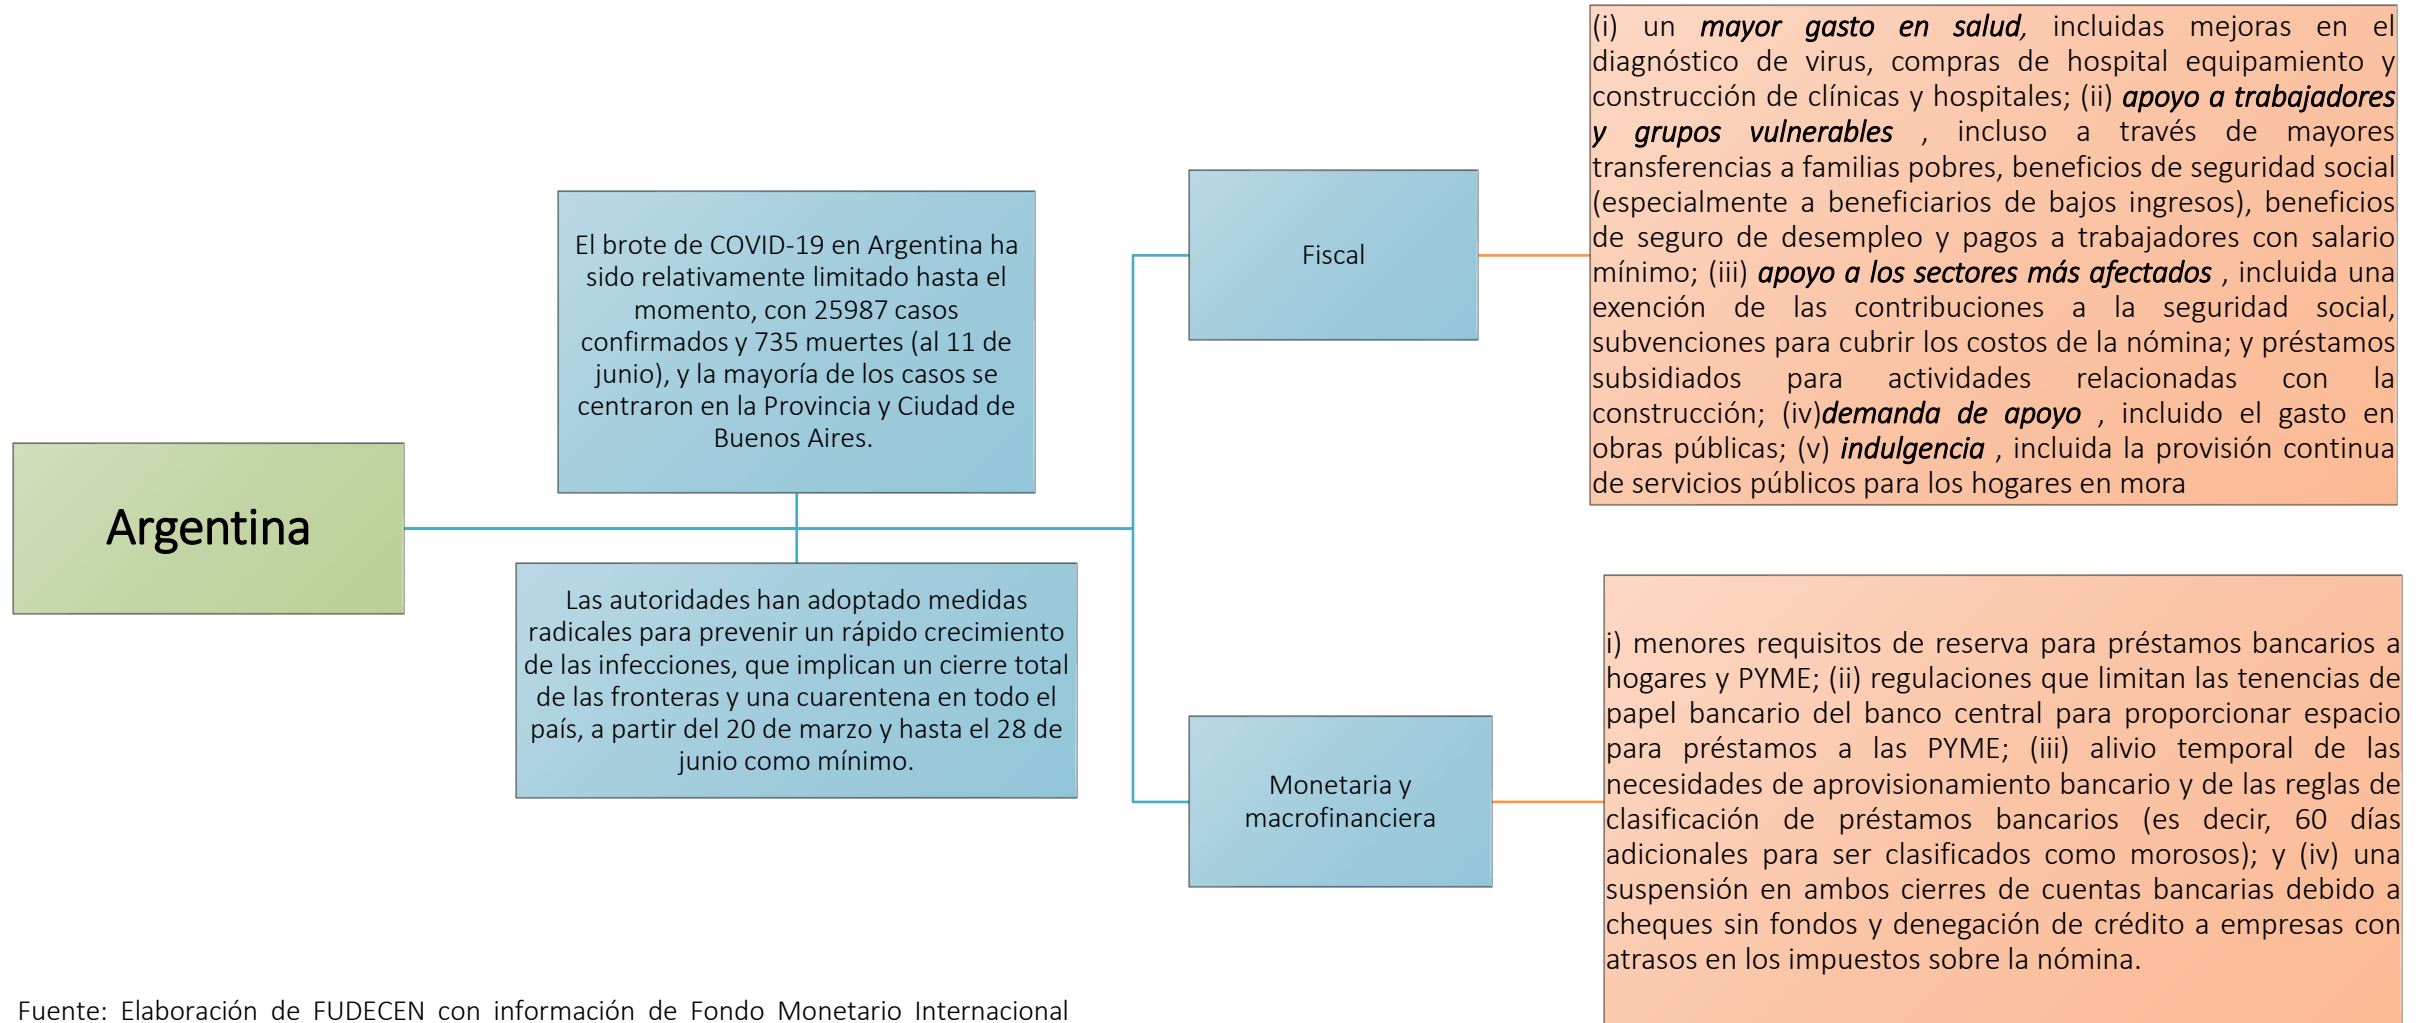 Argentina
El brote de COVID-19 en Argentina ha
sido relativamente limitado hasta el
momento, con 25987 casos
confirmados y 735 muertes (al 11 de
junio), y la mayoría de los casos se
centraron en la Provincia y Ciudad de
Buenos Aires.
Las autoridades han adoptado medidas
radicales para prevenir un rápido crecimiento
de las infecciones, que implican un cierre total
de las fronteras y una cuarentena en todo el
país, a partir del 20 de marzo y hasta el 28 de
junio como mínimo.
Fiscal
(i) un mayor gasto en salud, incluidas mejoras en el
diagnóstico de virus, compras de hospital equipamiento y
construcción de clínicas y hospitales; (ii) apoyo a trabajadores
y grupos vulnerables , incluso a través de mayores
transferencias a familias pobres, beneficios de seguridad social
(especialmente a beneficiarios de bajos ingresos), beneficios
de seguro de desempleo y pagos a trabajadores con salario
mínimo; (iii) apoyo a los sectores más afectados , incluida una
exención de las contribuciones a la seguridad social,
subvenciones para cubrir los costos de la nómina; y préstamos
subsidiados para actividades relacionadas con la
construcción; (iv)demanda de apoyo , incluido el gasto en
obras públicas; (v) indulgencia , incluida la provisión continua
de servicios públicos para los hogares en mora
Monetaria y
macrofinanciera
i) menores requisitos de reserva para préstamos bancarios a
hogares y PYME; (ii) regulaciones que limitan las tenencias de
papel bancario del banco central para proporcionar espacio
para préstamos a las PYME; (iii) alivio temporal de las
necesidades de aprovisionamiento bancario y de las reglas de
clasificación de préstamos bancarios (es decir, 60 días
adicionales para ser clasificados como morosos); y (iv) una
suspensión en ambos cierres de cuentas bancarias debido a
cheques sin fondos y denegación de crédito a empresas con
atrasos en los impuestos sobre la nómina.
Fuente: Elaboración de FUDECEN con información de Fondo Monetario Internacional